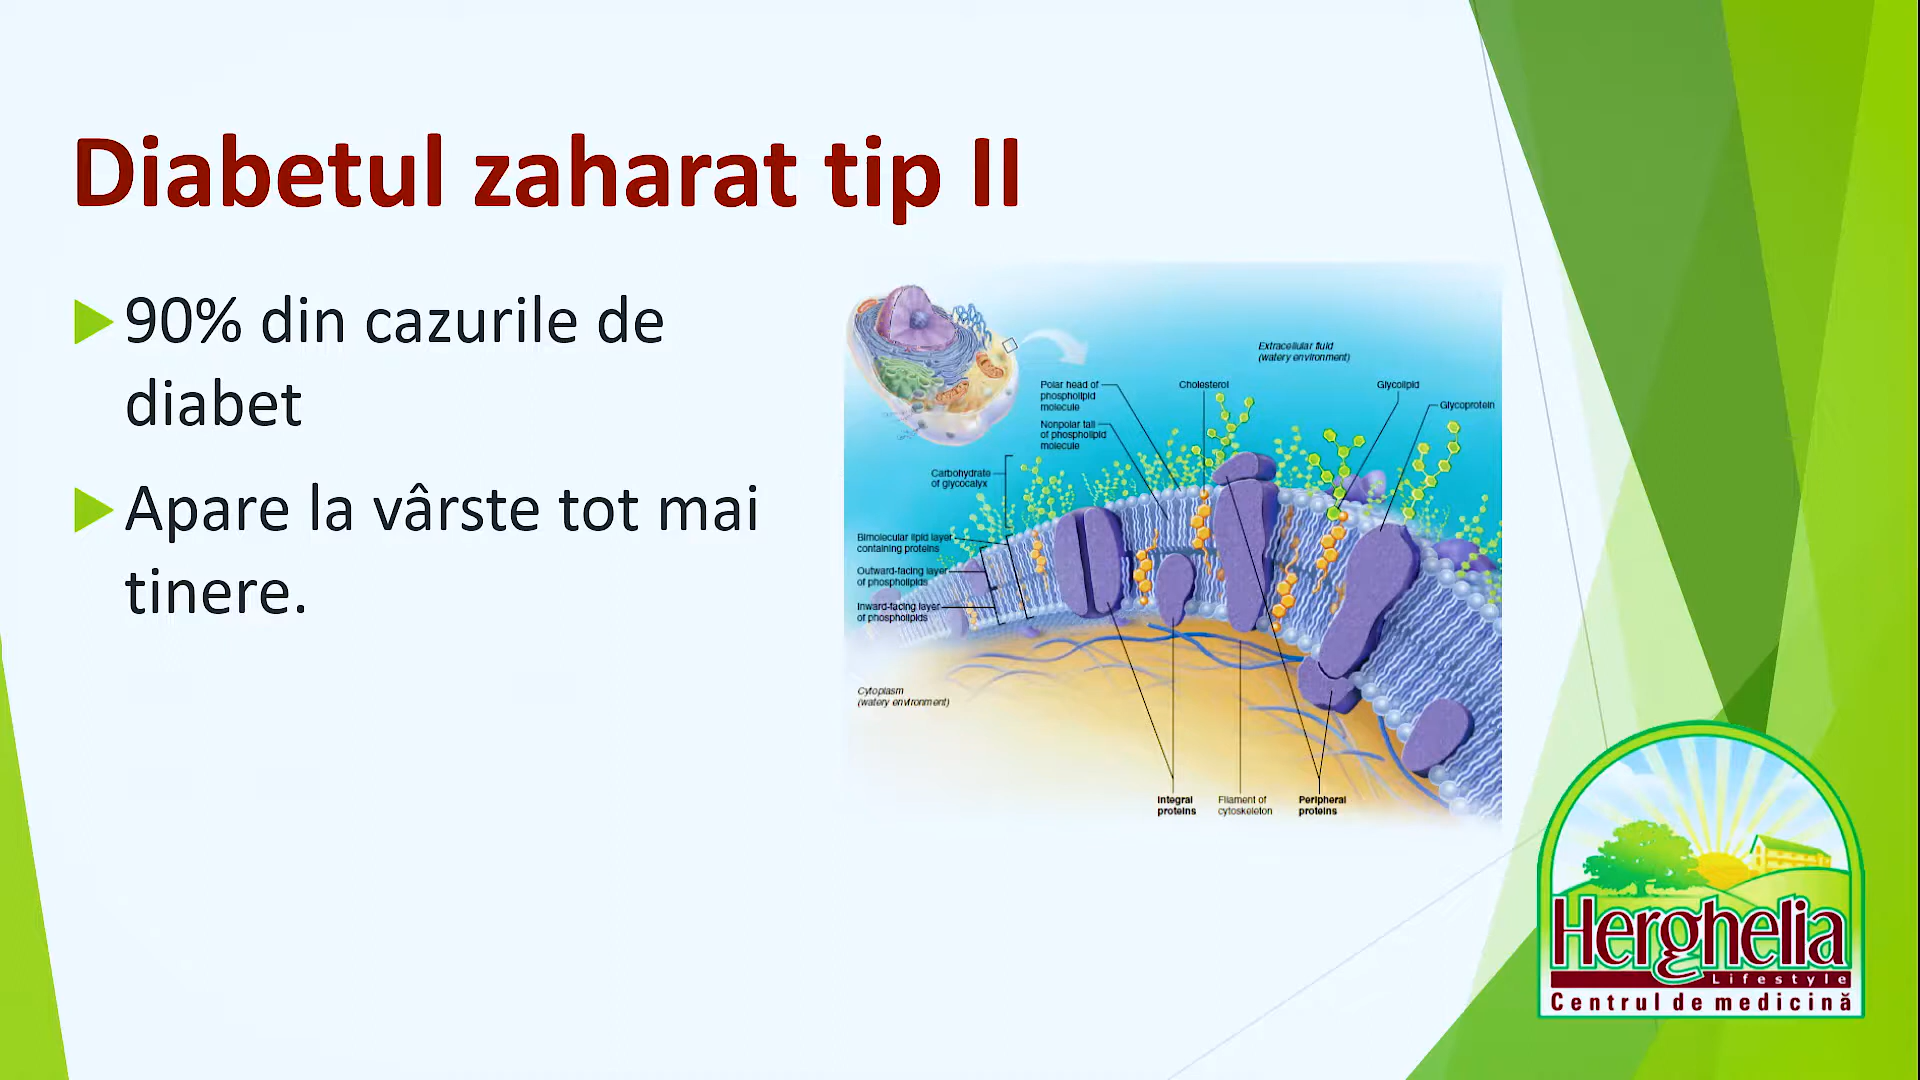 Diabetul zaharat tip II
90% din cazurile de
diabet
Apare la vârste tot mai
tinere.
Extracellular fluid
(watery environment)
Polar head of
phospholipid
molecule
Cholesterol
Glycolipid
Glycoprotein
Nonpolar tail
of phospholipid
molecule
Carbohydrate
of glycocalyx
Bimolecular lipid layer
containing proteins
Outward-facing layer
of phospholipids
Inward-facing layer
of phospholipids
Cytoplasm
(watery environment)
Integral
proteins
Filament of
cytoskeleton
Peripheral
proteins
Herghelia
Lifestyle
Centrul de medicină